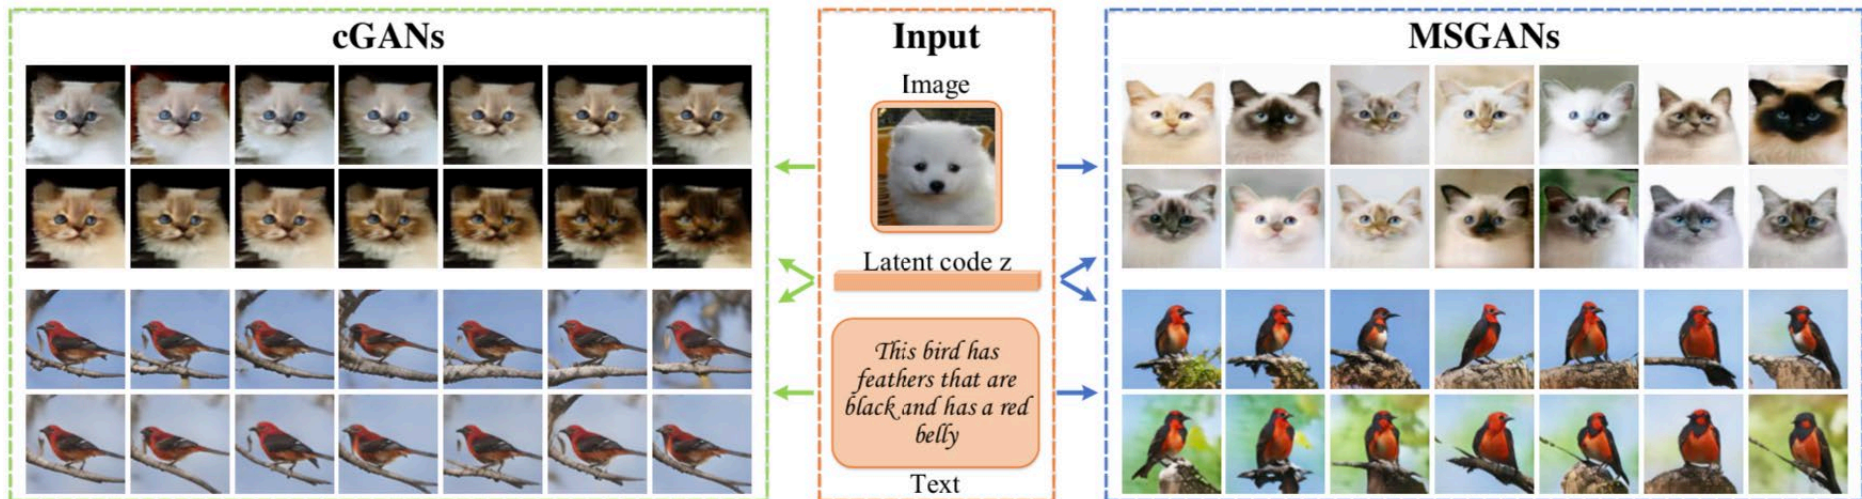 cGANs
Input
MSGANs
Image
Latent code z
This bird has
feathers that are
black and has a red
belly
Text